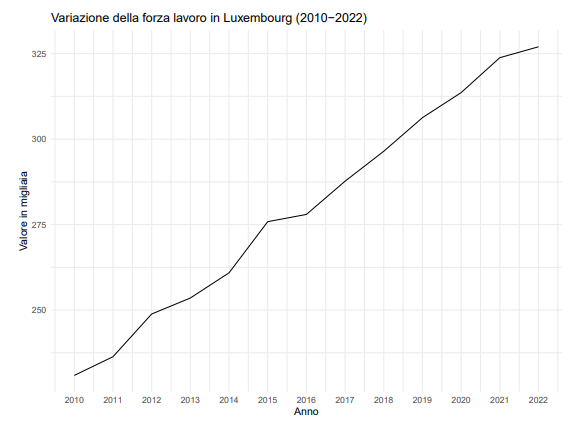 Variazione della forza lavoro in Luxembourg (2010−2022)
Valore in migliaia
325
300
275
250
2010 2011 2012 2013 2014 2015 2016 2017 2018 2019 2020 2021 2022
Anno